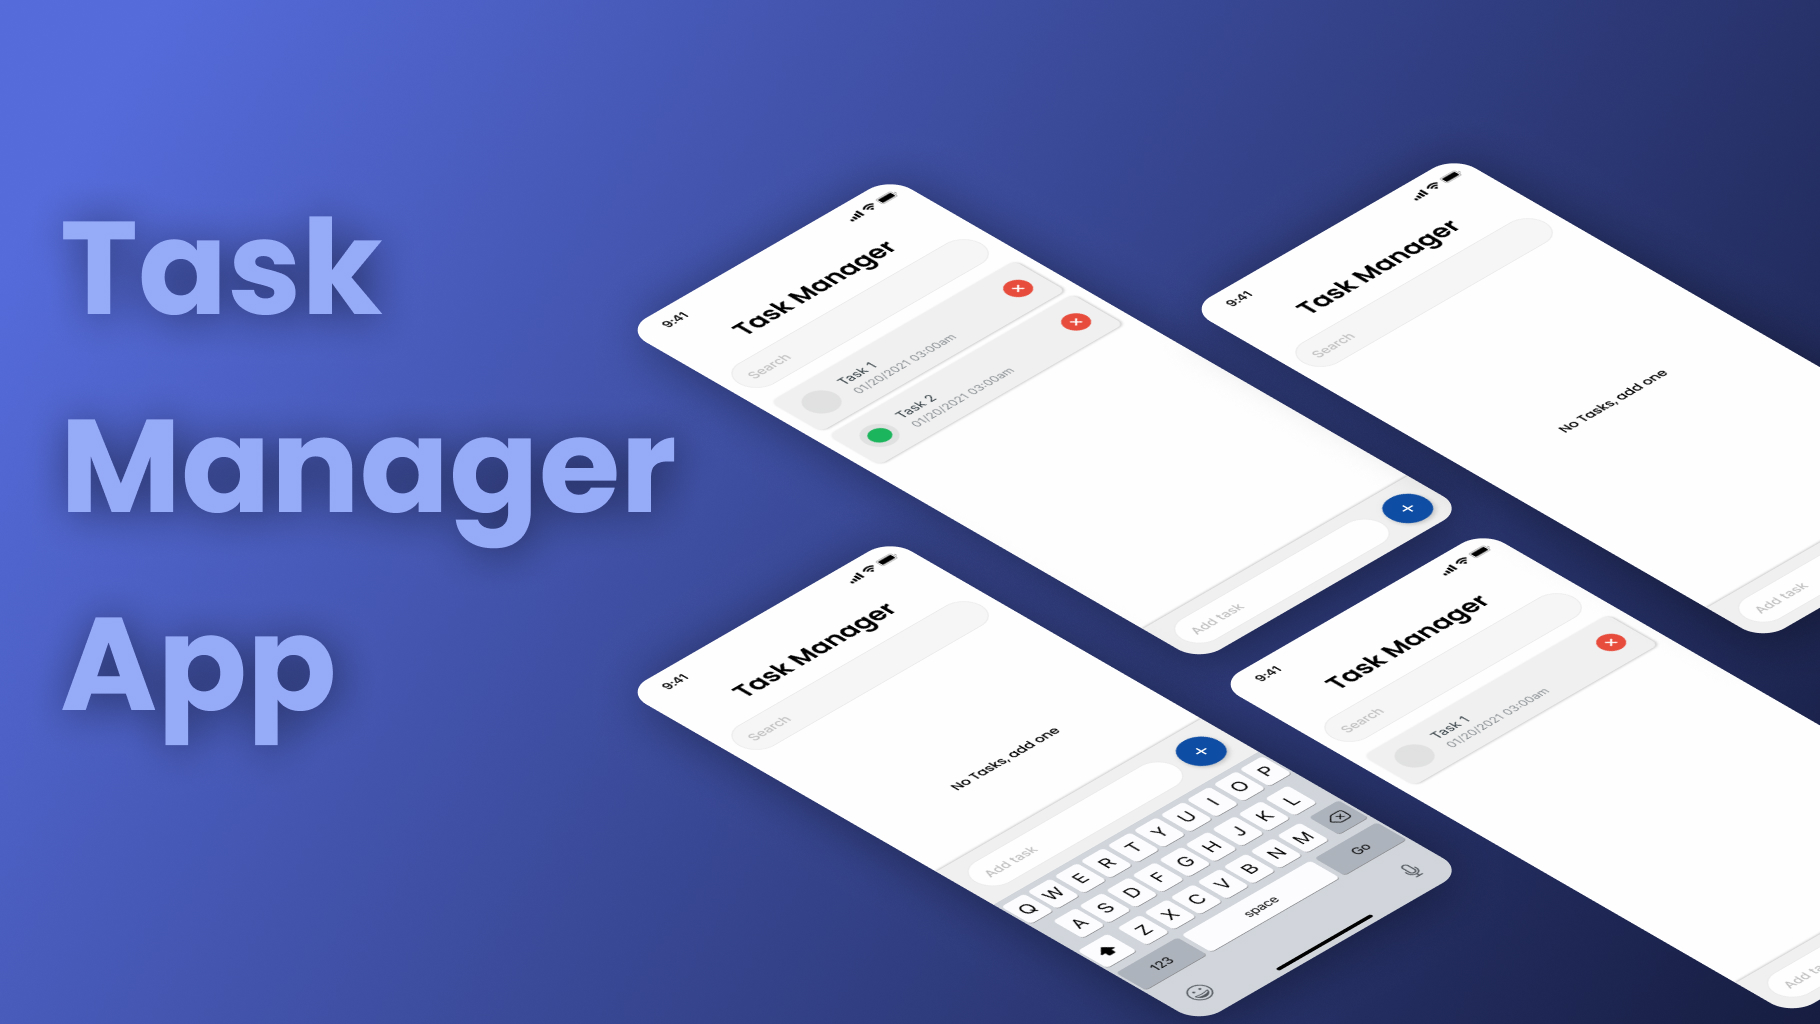 Task
Manager
App
9:41
Task Manager
Search
Task 1
01/20/2021 03:00am
Task 2
01/20/2021 03:00am
Add task
9:41
Task Manager
Search
No Tasks, add one
Add task
9:41
Task Manager
Search
No Tasks, add one
Add task
Q W E R T Y U I O P
A S D F G H J K L
Z X C V B N M
123 space Go
9:41
Task Manager
Search
Task 1
01/20/2021 03:00am
Add ta